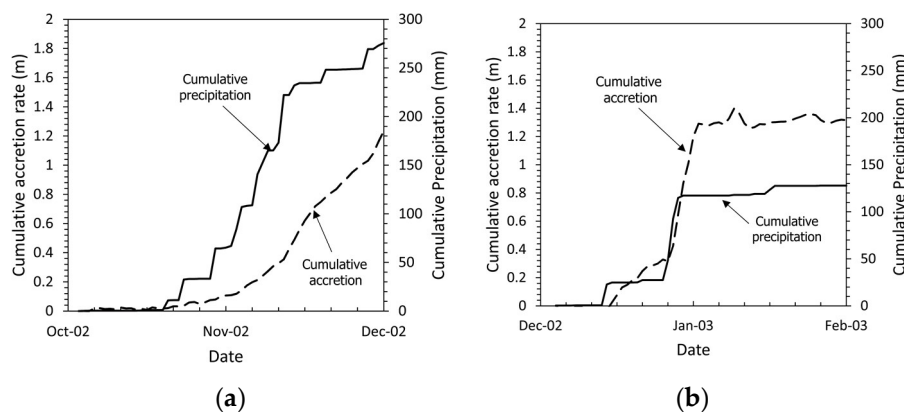 2
1.8
1.6
1.4
1.2
1
0.8
0.6
0.4
0.2
0
Cumulative accretion rate (m)
Cumulative
precipitation
Cumulative
accretion
300
250
200
150
100
50
0
Cumulative Precipitation (mm)
Oct-02 Nov-02 Dec-02
Date
(a)
2
1.8
1.6
1.4
1.2
1
0.8
0.6
0.4
0.2
0
Cumulative accretion rate (m)
Cumulative
accretion
Cumulative
precipitation
300
250
200
150
100
50
0
Cumulative Precipitation (mm)
Dec-02 Jan-03 Feb-03
Date
(b)